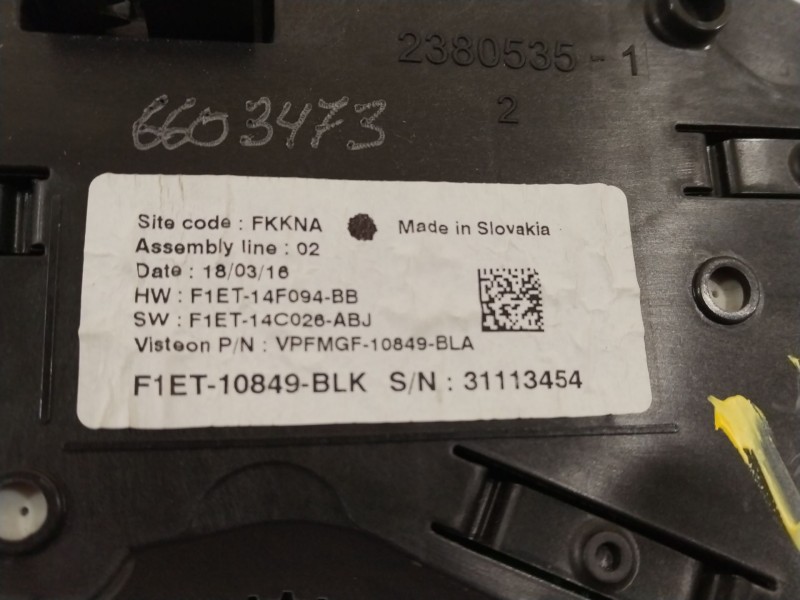 2380535-1
2
6603473
Site code : FKKNA Made in Slovakia
Assembly line : 02
Date : 18/03/16
HW : F1ET-14F094-BB
SW : F1ET-14C026-ABJ
Visteon P/N : VPFMGF-10849-BLA
F1ET-10849-BLK S/N : 31113454